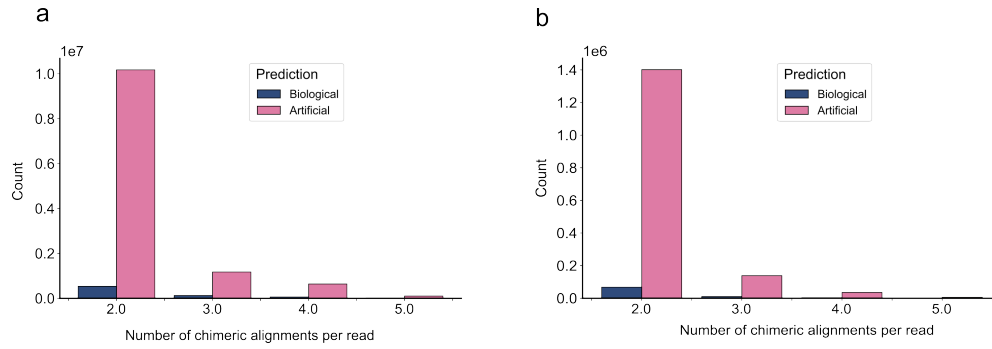 a
1e7
Prediction
Biological
Artificial
1.0
0.8
0.6
0.4
0.2
0.0
Count
2.0 3.0 4.0 5.0
Number of chimeric alignments per read
b
1e6
Prediction
Biological
Artificial
1.4
1.2
1.0
0.8
0.6
0.4
0.2
0.0
Count
2.0 3.0 4.0 5.0
Number of chimeric alignments per read